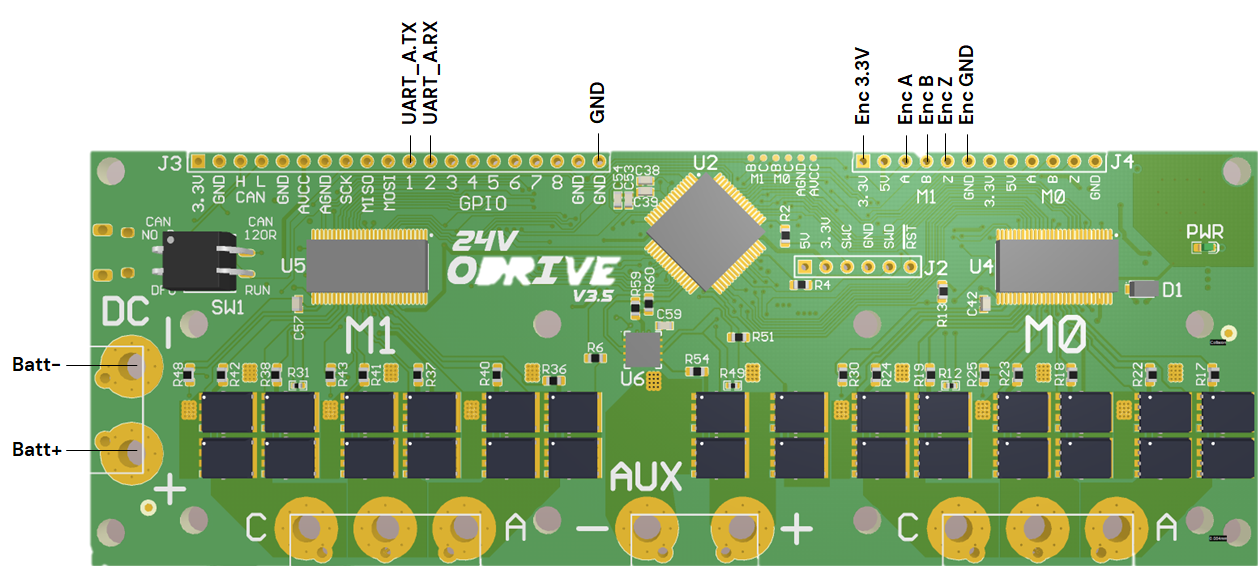 UART_A.TX
UART_A.RX
GND
Enc 3.3V
Enc A
Enc B
Enc Z
Enc GND
J3
U2
J4
3.3V GND H L GND AVCC AGND SCK MISO MOSI 1 2 3 4 5 6 7 8 GND GND
CAN
GPIO
C54 C53 C38
C39
B C B C AGND AVCC
M1 M0
3.3V 5V A B Z GND 3.3V 5V A B Z GND
M1 M0
CAN
CAN
120R
RUN
SW1
U5
24V
ODRIVE
V3.5
R2
5V 3.3V SWC GND SWD RST
J2
R4
U4
PWR
D1
R13
C42
C57
R59 R60
C59
DC
-
M1
M0
R51
R6
U6
R54
R49
Batt-
R48 R42 R38 R31 R43 R41 R37 R40 R36
R30 R24 R19 R12 R25 R23 R18 R22 R17
Batt+
+
AUX
C A
- +
C A